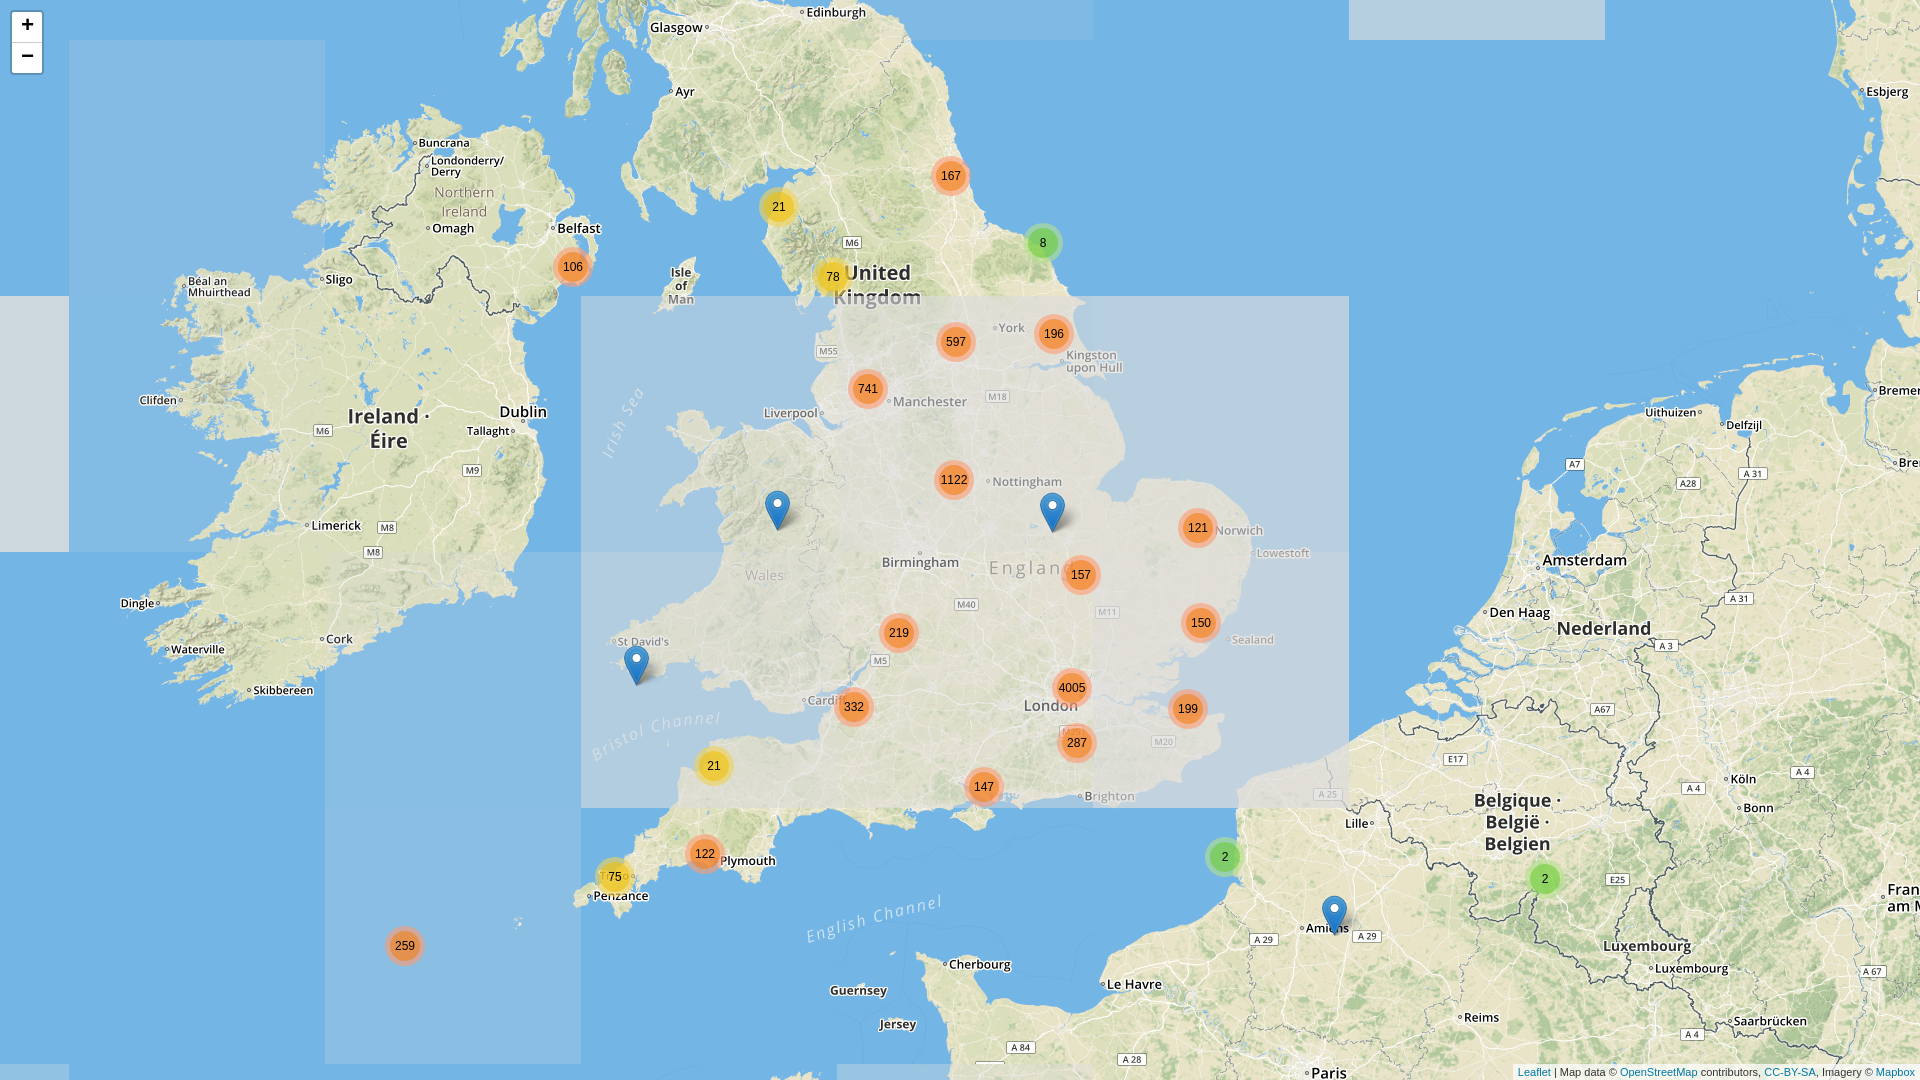 +
−
Glasgow
Edinburgh
Ayr
Esbjerg
Buncrana
Londonderry/
Derry
Northern
Ireland
Omagh
Belfast
167
21
8
M6
106
78
United
Kingdom
Isle
of
Man
Sligo
Béal an
Mhuirthead
York
196
597
M55
Kingston
upon Hull
741
Manchester
M18
Liverpool
Irish Sea
Clifden
Ireland ·
Éire
Dublin
Tallaght
M6
M9
Uithuizen
Delfzijl
A7
A 31
A28
1122
Nottingham
Limerick
M8
M8
121
Norwich
Lowestoft
Birmingham
157
Wales
Amsterdam
Dingle
M40
M11
A 31
Den Haag
Nederland
219
150
Sealand
Cork
St David's
Waterville
M5
A 3
Skibbereen
4005
London
Cardiff
332
199
A67
Bristol Channel
287
M20
E17
21
147
Brighton
A 25
Köln
A 4
A 4
Bonn
Belgique ·
België ·
Belgien
Lille
122
Plymouth
2
75
Penzance
2
E25
English Channel
259
Amiens
A 29
A 29
Luxembourg
Luxembourg
A 67
Cherbourg
Le Havre
Guernsey
Jersey
Reims
Saarbrücken
A 4
A 84
A 28
Paris
Leaflet | Map data © OpenStreetMap contributors, CC-BY-SA, Imagery © Mapbox